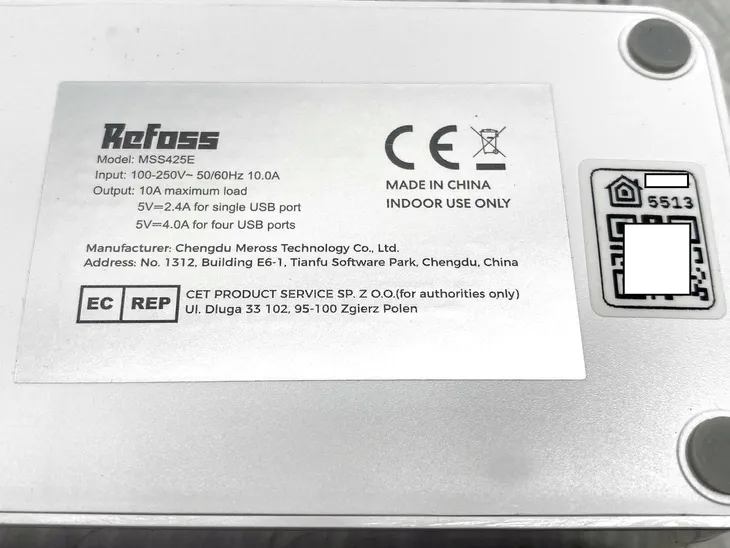 Refoss
Model: MSS425E
Input: 100-250V~ 50/60Hz 10.0A
Output: 10A maximum load
5V⎓2.4A for single USB port
5V⎓4.0A for four USB ports
CE
MADE IN CHINA
INDOOR USE ONLY
Manufacturer: Chengdu Meross Technology Co., Ltd.
Address: No. 1312, Building E6-1, Tianfu Software Park, Chengdu, China
EC REP
CET PRODUCT SERVICE SP. Z O.O.(for authorities only)
Ul. Dluga 33 102, 95-100 Zgierz Polen
5513